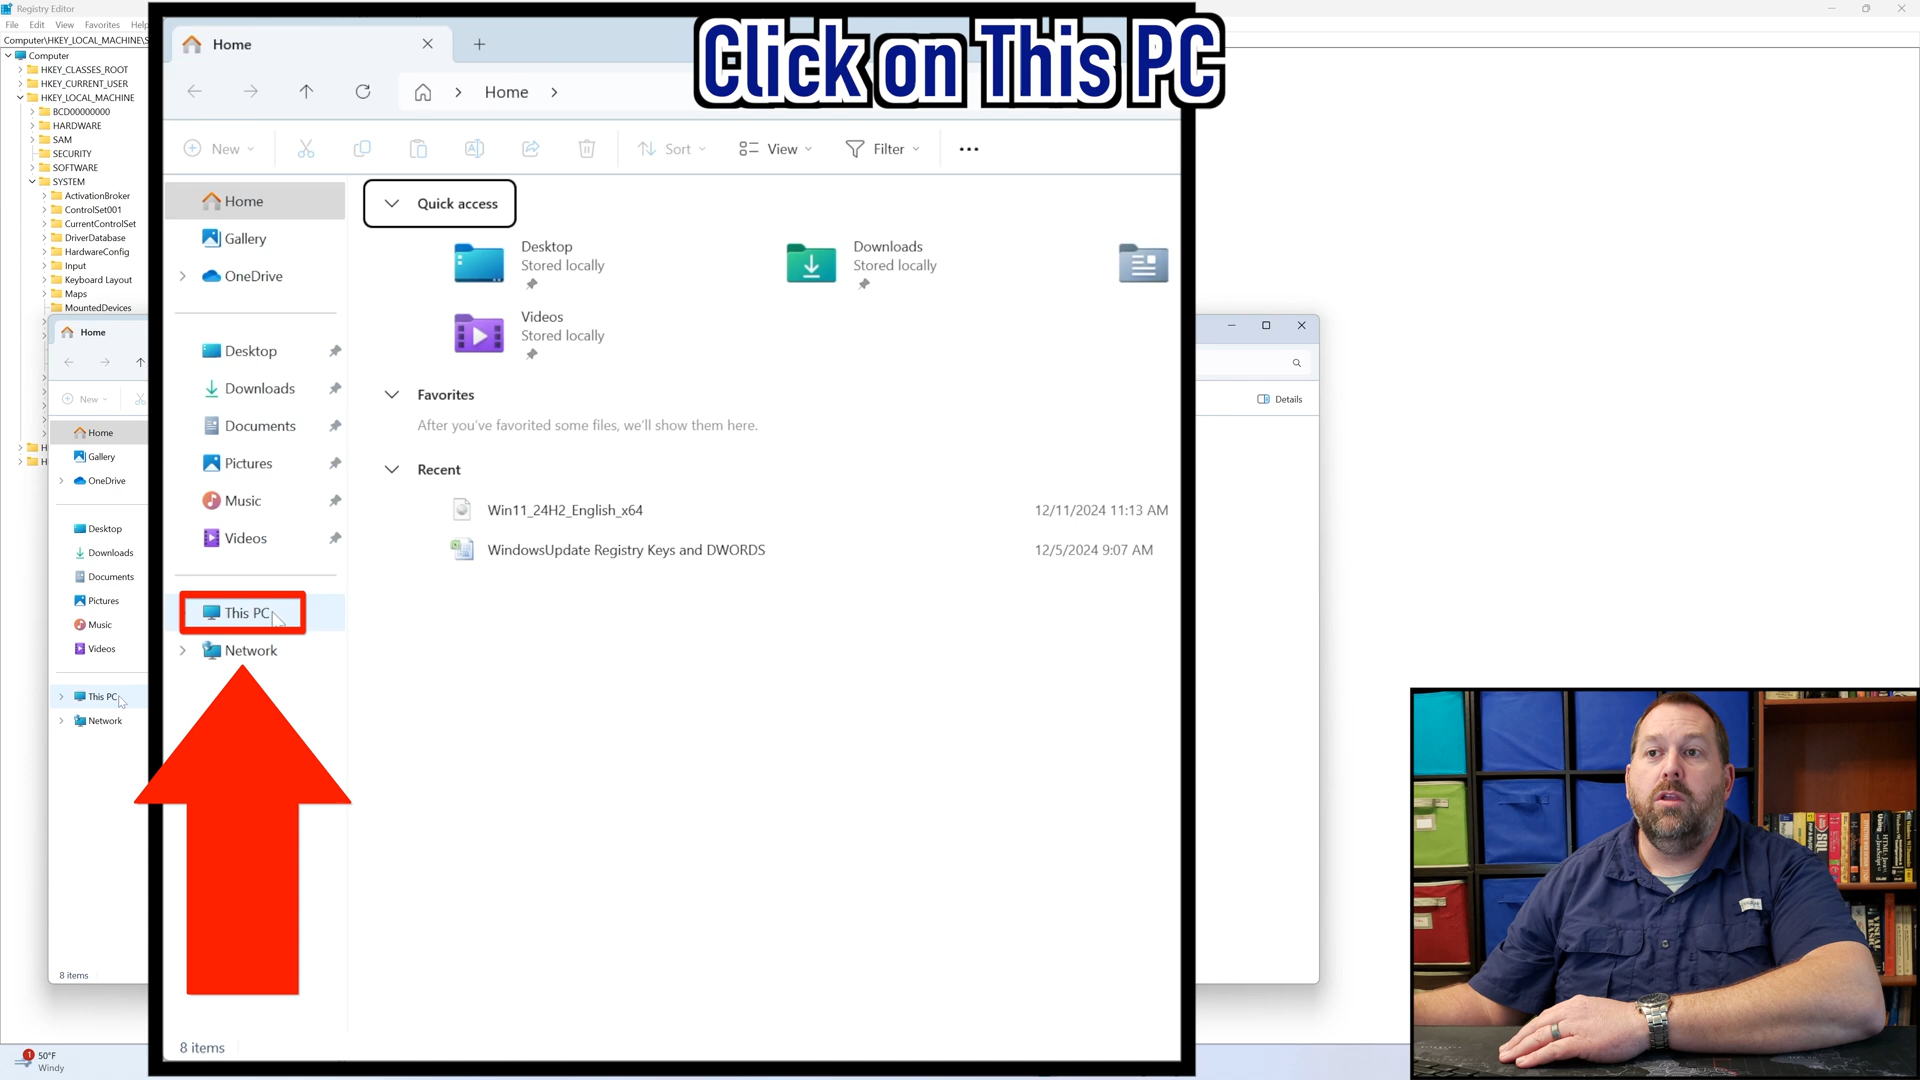 Registry Editor
File Edit View Favorites Help
Computer\HKEY_LOCAL_MACHINE\S
Computer
HKEY_CLASSES_ROOT
HKEY_CURRENT_USER
HKEY_LOCAL_MACHINE
BCD00000000
HARDWARE
SAM
SECURITY
SOFTWARE
SYSTEM
ActivationBroker
ControlSet001
CurrentControlSet
DriverDatabase
HardwareConfig
Input
Keyboard Layout
Maps
MountedDevices
H
H
Home
New
Home
Gallery
OneDrive
Desktop
Downloads
Documents
Pictures
Music
Videos
This PC
Network
8 items
Details
Click on This PC
Home
Home
New
Sort
View
Filter
Home
Gallery
OneDrive
Desktop
Downloads
Documents
Pictures
Music
Videos
This PC
Network
Quick access
Desktop
Stored locally
Downloads
Stored locally
Videos
Stored locally
Favorites
After you've favorited some files, we'll show them here.
Recent
Win11_24H2_English_x64 12/11/2024 11:13 AM
WindowsUpdate Registry Keys and DWORDS 12/5/2024 9:07 AM
8 items
1
50°F
Windy
SQL
VISUAL BASIC